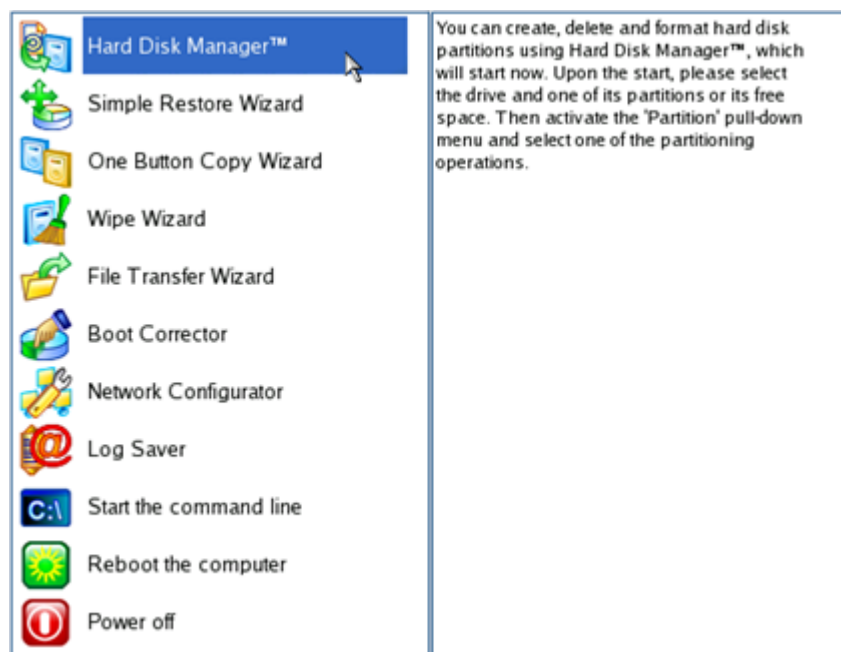 Hard Disk Manager™
Simple Restore Wizard
One Button Copy Wizard
Wipe Wizard
File Transfer Wizard
Boot Corrector
Network Configurator
@
Log Saver
C:\
Start the command line
Reboot the computer
Power off
You can create, delete and format hard disk
partitions using Hard Disk Manager™, which
will start now. Upon the start, please select
the drive and one of its partitions or its free
space. Then activate the "Partition" pull-down
menu and select one of the partitioning
operations.